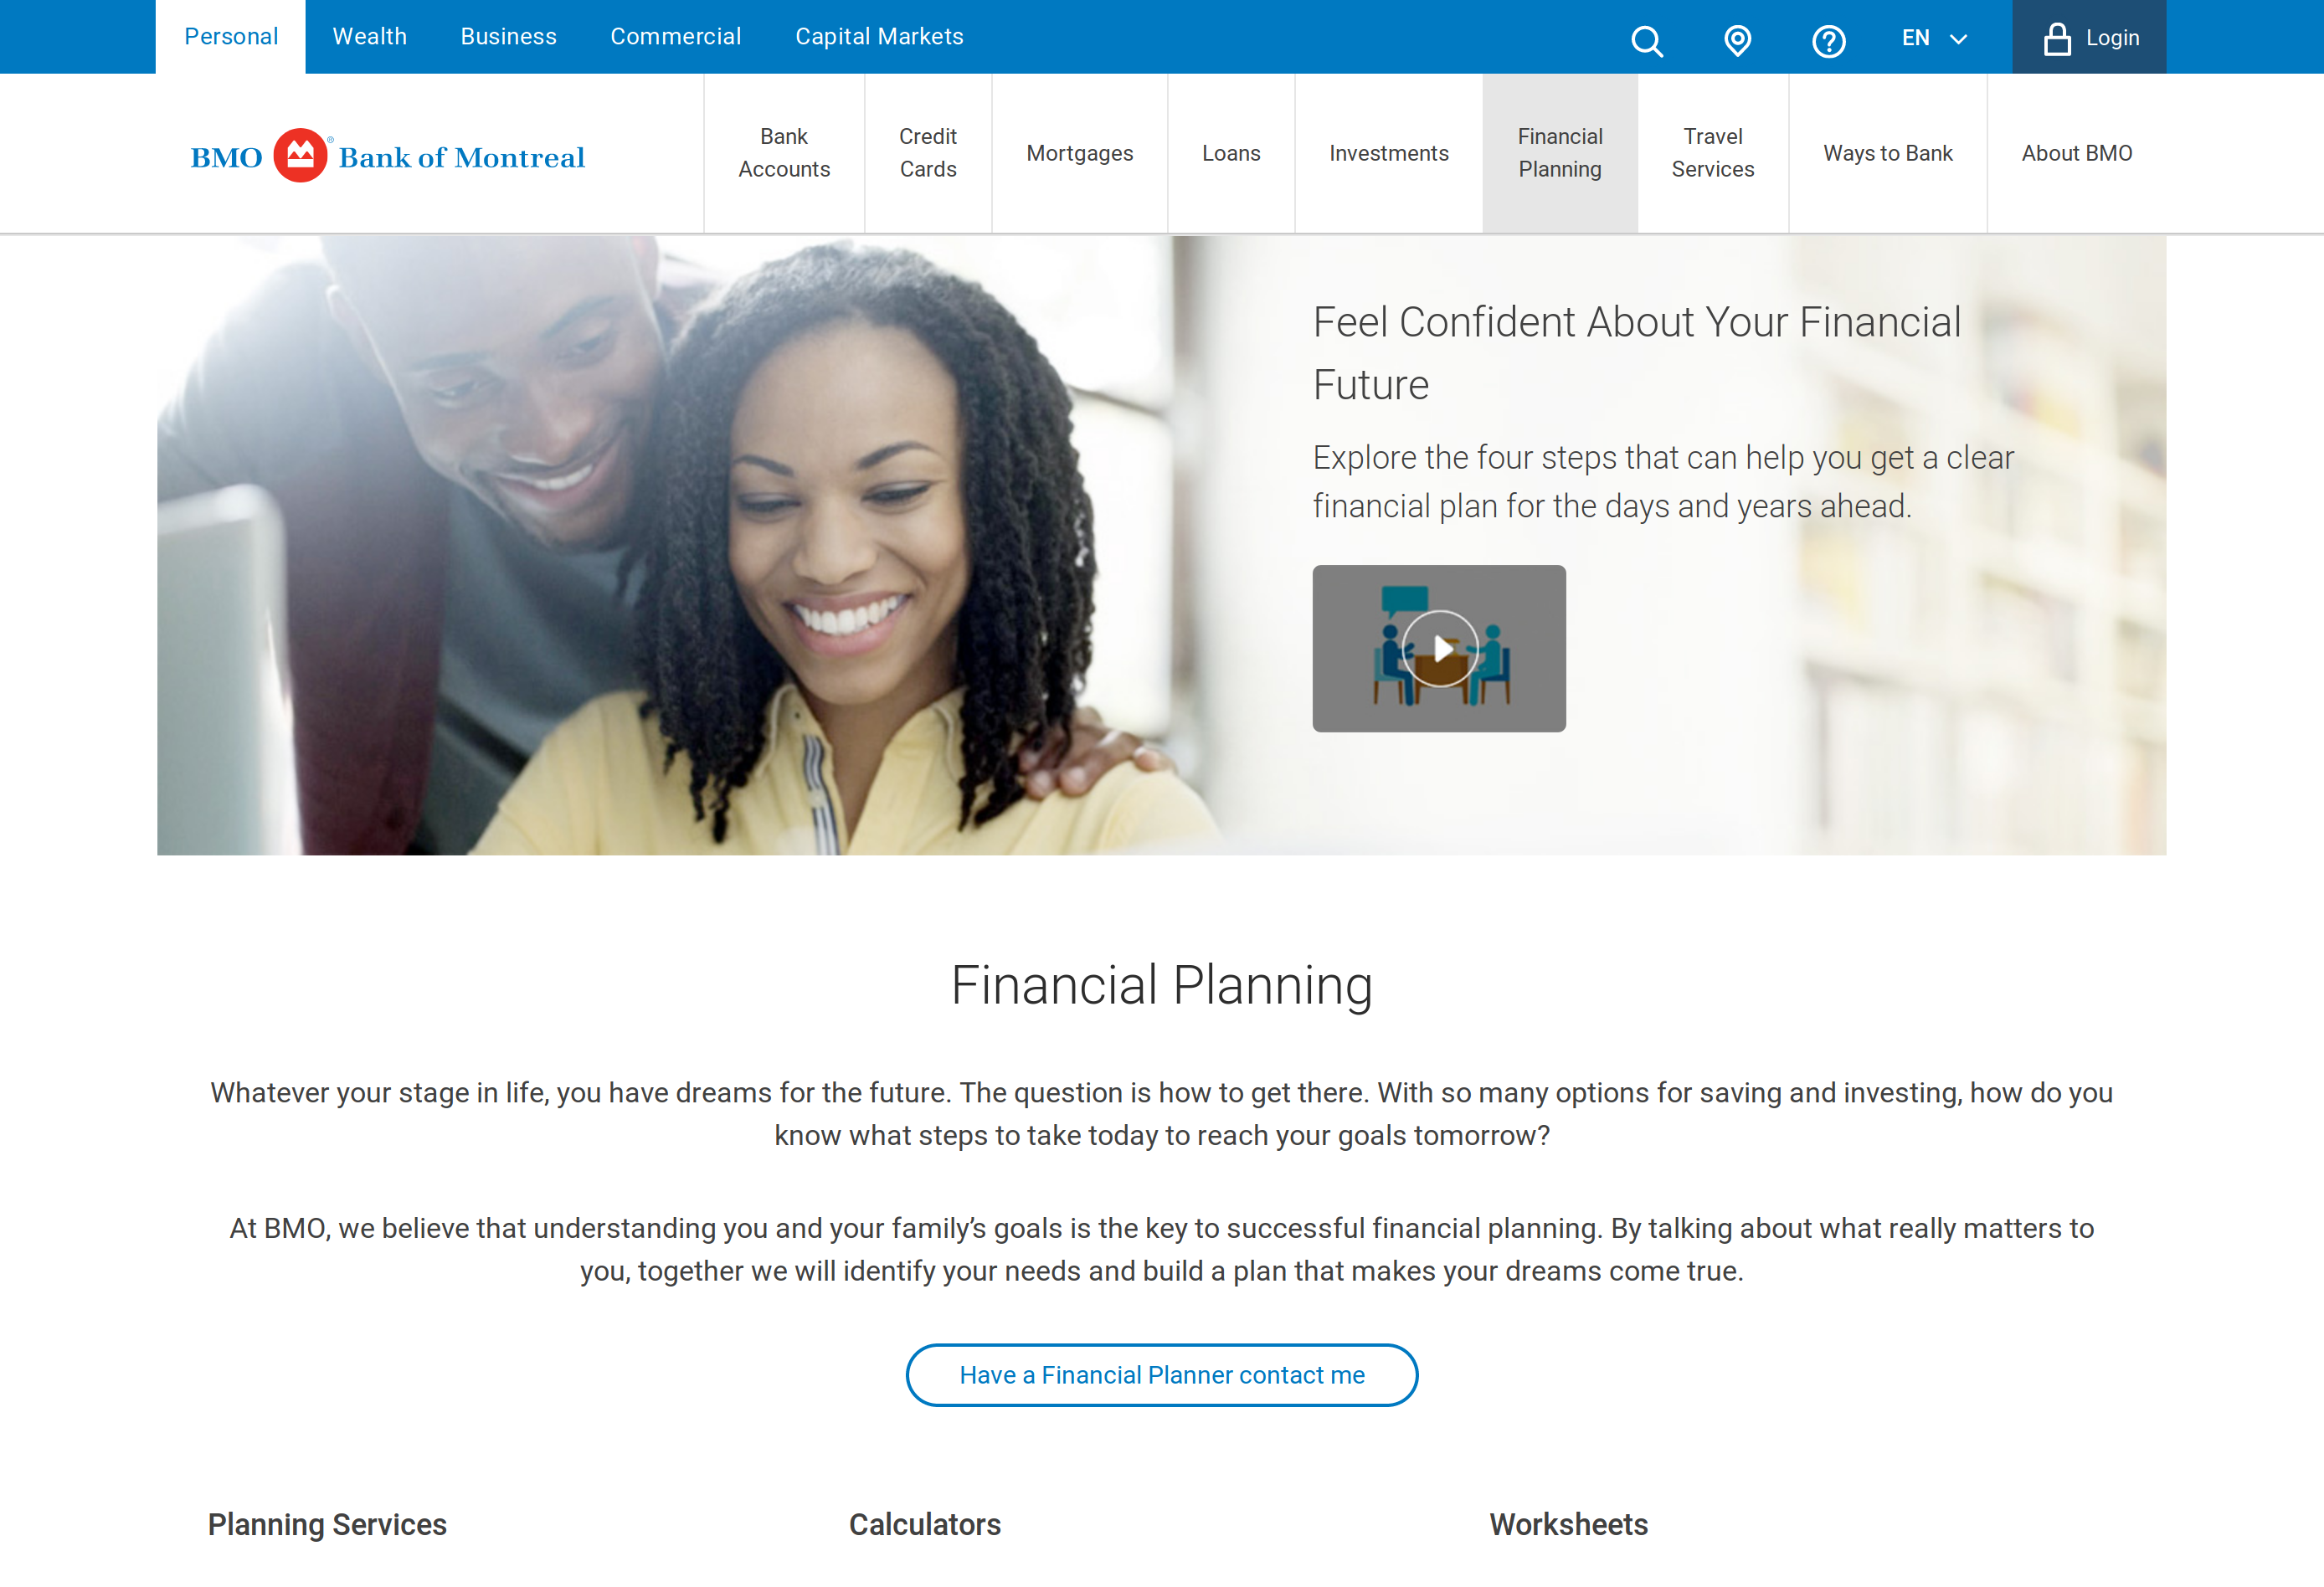 Personal Wealth Business Commercial Capital Markets EN Login
BMO ® Bank of Montreal
Bank
Accounts
Credit
Cards
Mortgages
Loans
Investments
Financial
Planning
Travel
Services
Ways to Bank
About BMO
Feel Confident About Your Financial
Future
Explore the four steps that can help you get a clear
financial plan for the days and years ahead.
Financial Planning
Whatever your stage in life, you have dreams for the future. The question is how to get there. With so many options for saving and investing, how do you
know what steps to take today to reach your goals tomorrow?
At BMO, we believe that understanding you and your family’s goals is the key to successful financial planning. By talking about what really matters to
you, together we will identify your needs and build a plan that makes your dreams come true.
Have a Financial Planner contact me
Planning Services
Calculators
Worksheets